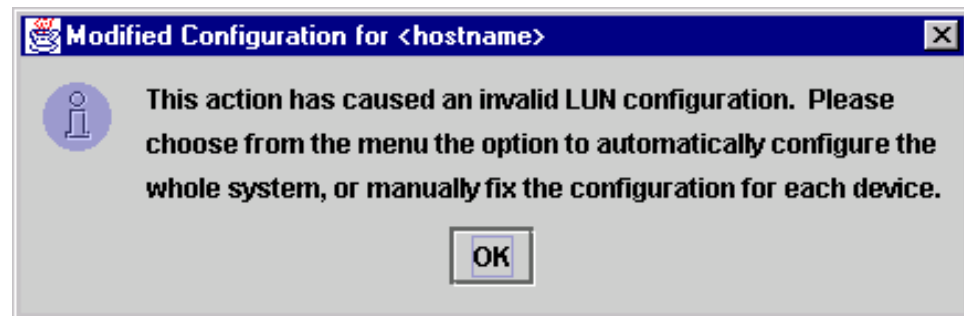 Modified Configuration for <hostname>
This action has caused an invalid LUN configuration. Please
choose from the menu the option to automatically configure the
whole system, or manually fix the configuration for each device.
OK